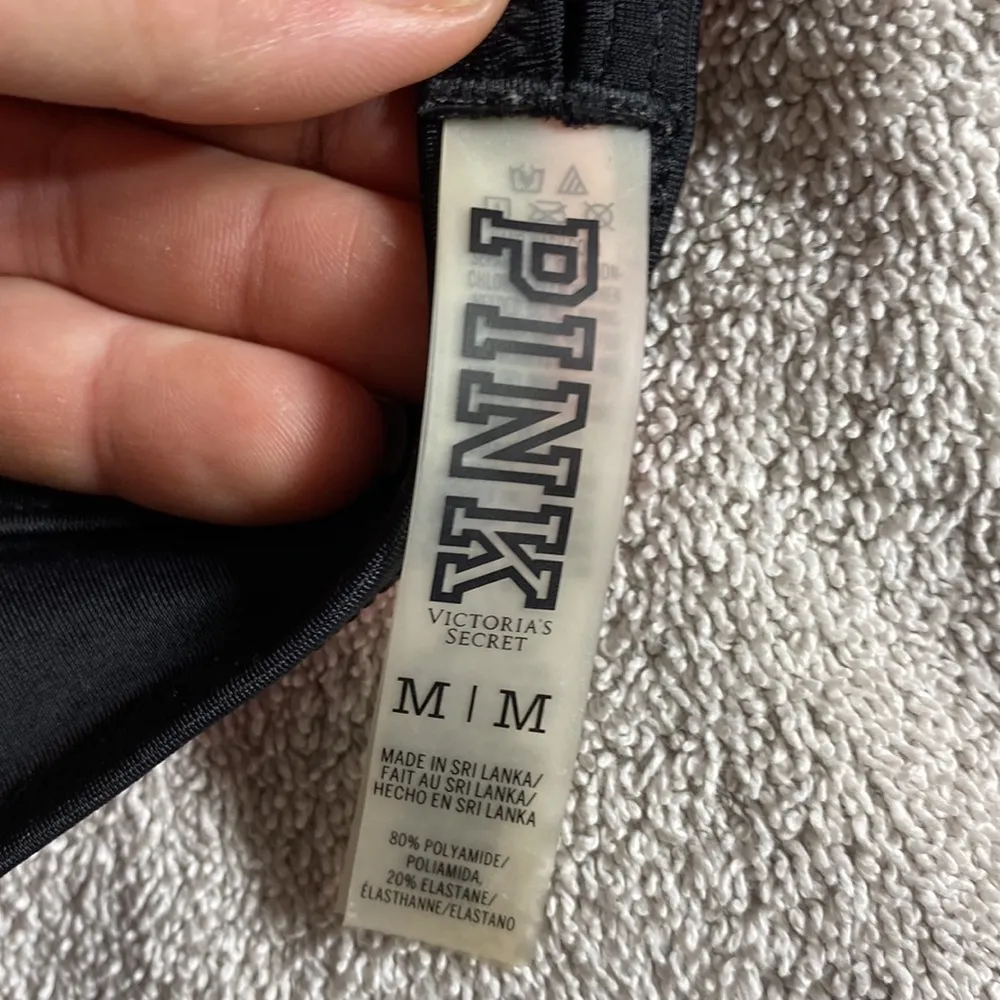 PINK
VICTORIA'S
SECRET
M | M
MADE IN SRI LANKA/
FAIT AU SRI LANKA/
HECHO EN SRI LANKA
80% POLYAMIDE/
POLIAMIDA,
20% ELASTANE/
ÉLASTHANNE/ELASTANO